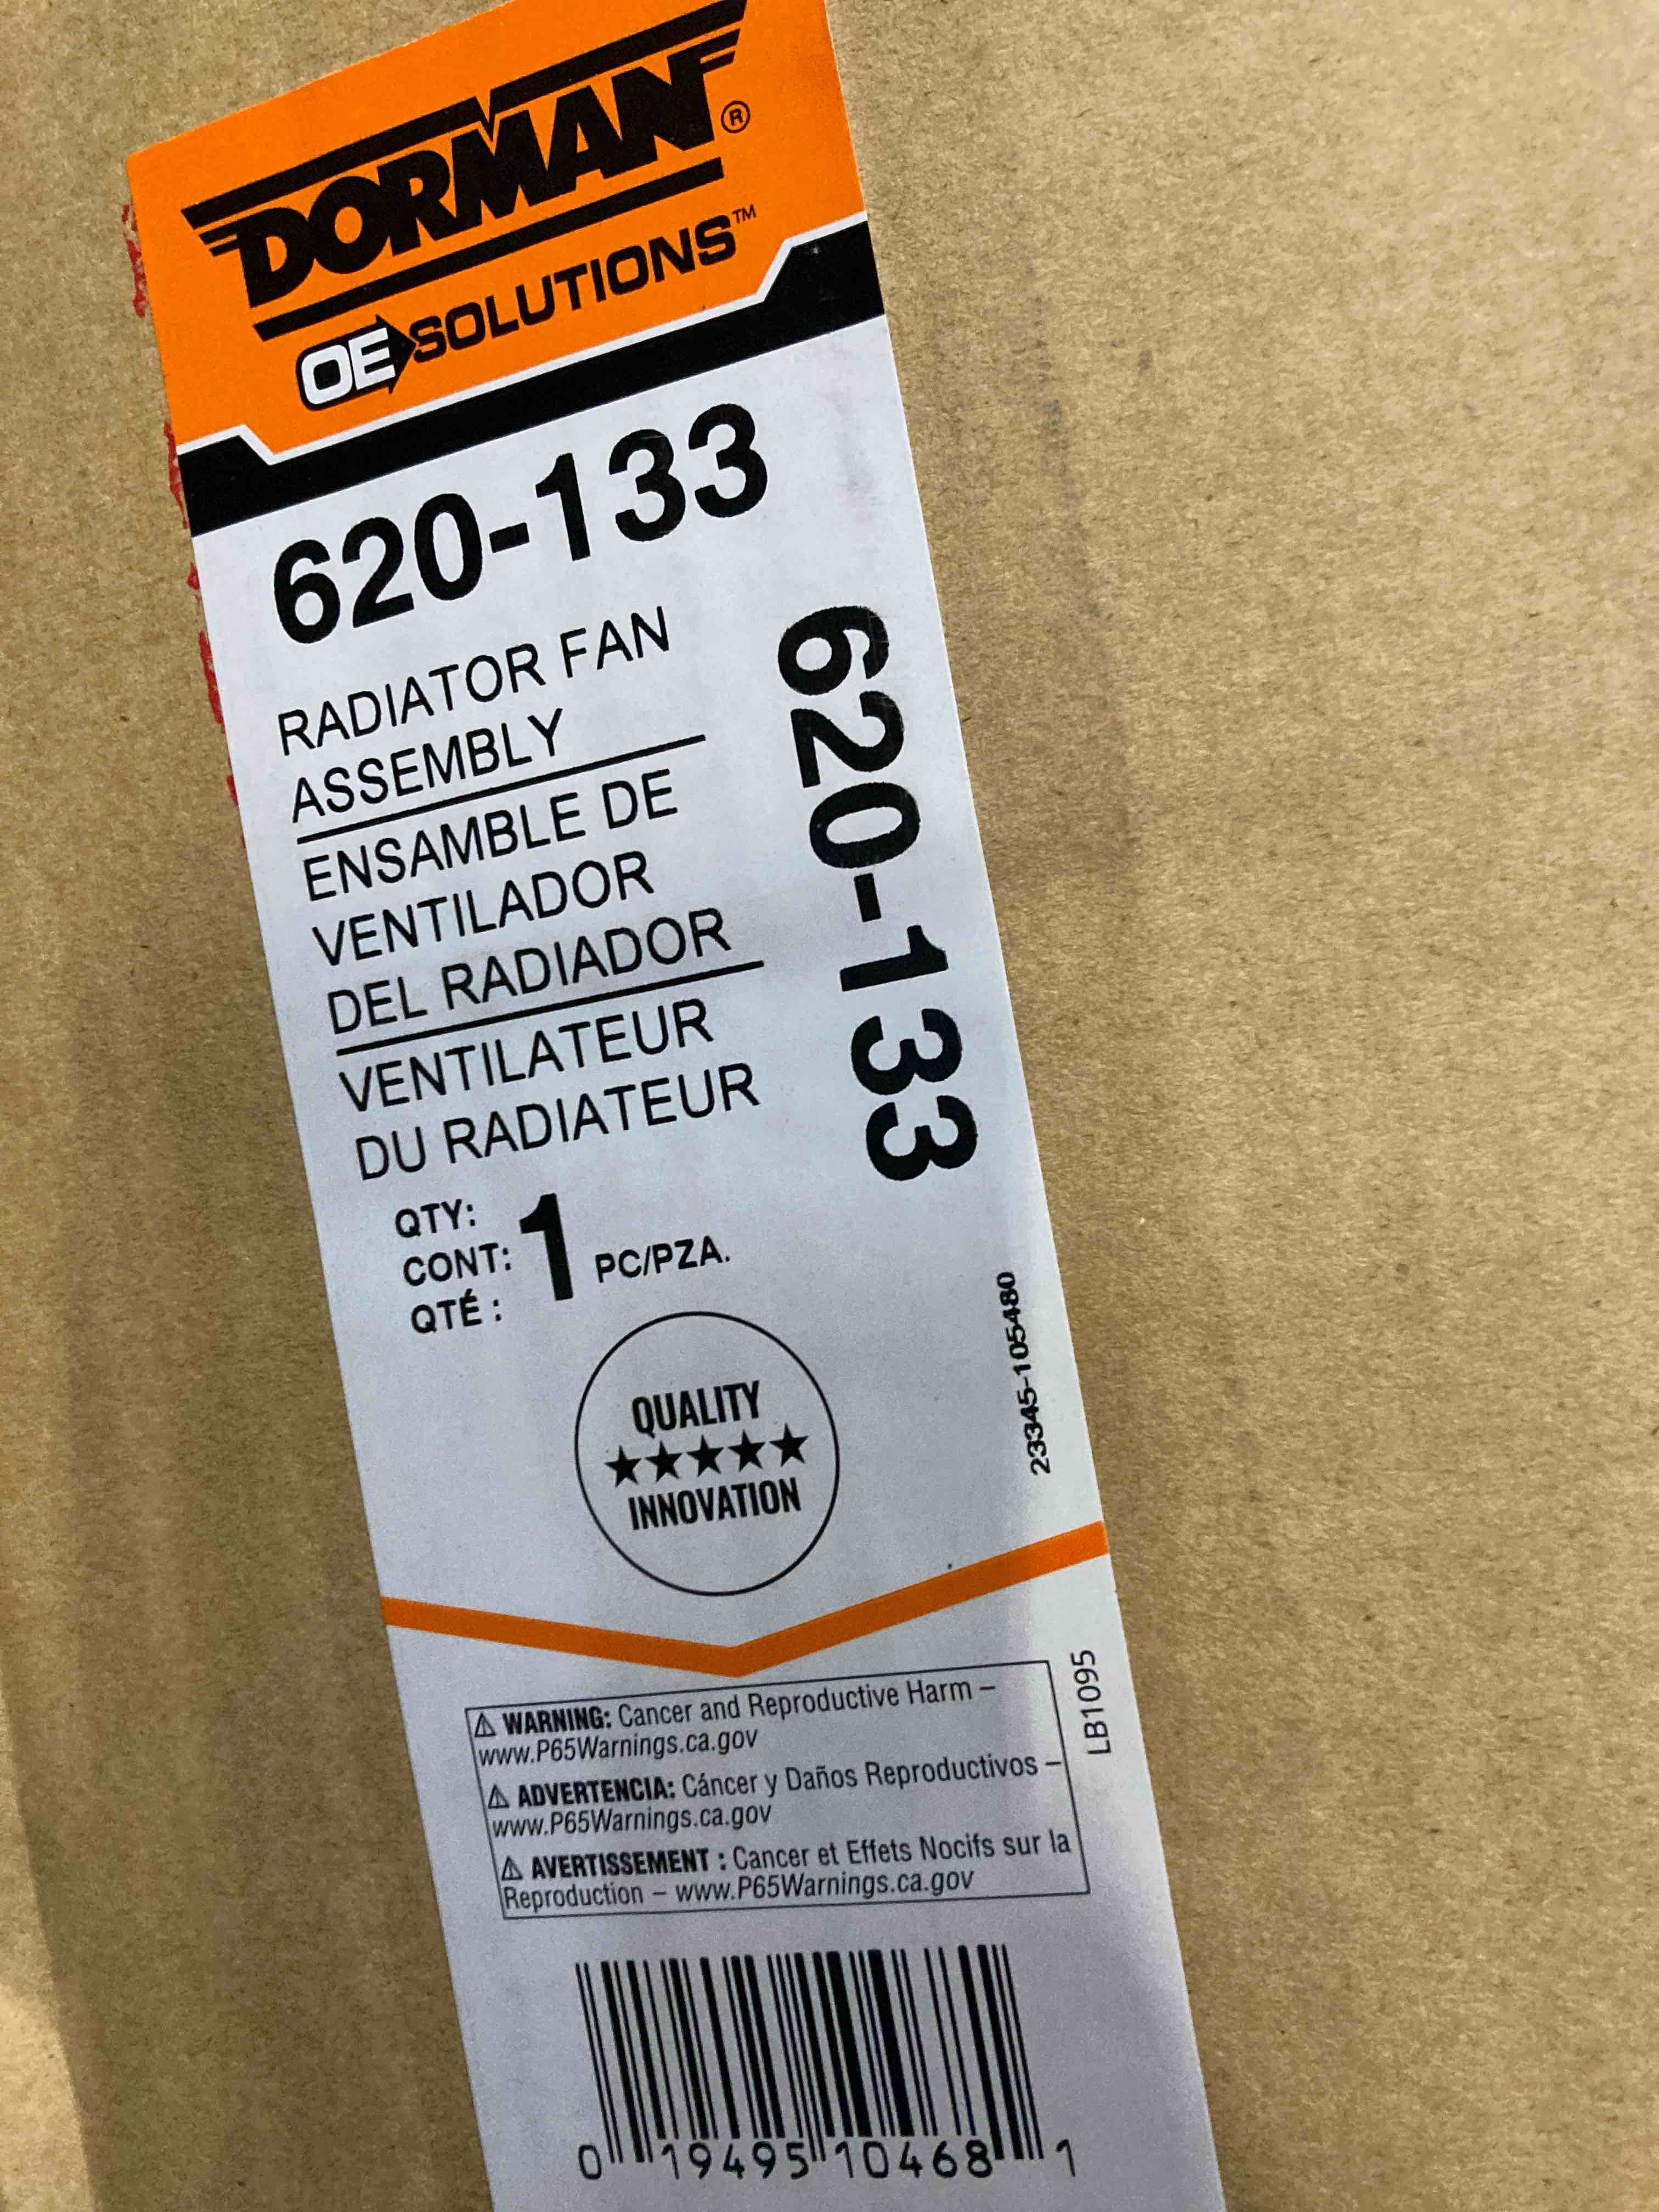 DORMAN®
OE SOLUTIONS™
620-133
RADIATOR FAN
ASSEMBLY
ENSAMBLE DE
VENTILADOR
DEL RADIADOR
VENTILATEUR
DU RADIATEUR
620-133
QTY:
CONT:
QTÉ :
1 PC/PZA.
23345-105480
QUALITY
★★★★★
INNOVATION
LB1095
⚠ WARNING: Cancer and Reproductive Harm –
www.P65Warnings.ca.gov
⚠ ADVERTENCIA: Cáncer y Daños Reproductivos –
www.P65Warnings.ca.gov
⚠ AVERTISSEMENT : Cancer et Effets Nocifs sur la
Reproduction – www.P65Warnings.ca.gov
0 19495 10468 1